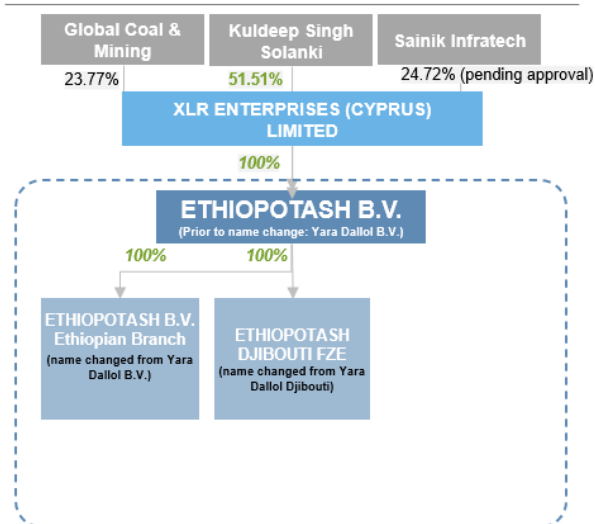 Global Coal &
Mining
Kuldeep Singh
Solanki
Sainik Infratech
23.77%
51.51%
24.72% (pending approval)
XLR ENTERPRISES (CYPRUS)
LIMITED
100%
ETHIOPOTASH B.V.
(Prior to name change: Yara Dallol B.V.)
100%
100%
ETHIOPOTASH B.V.
Ethiopian Branch
(name changed from Yara
Dallol B.V.)
ETHIOPOTASH
DJIBOUTI FZE
(name changed from Yara
Dallol Djibouti)